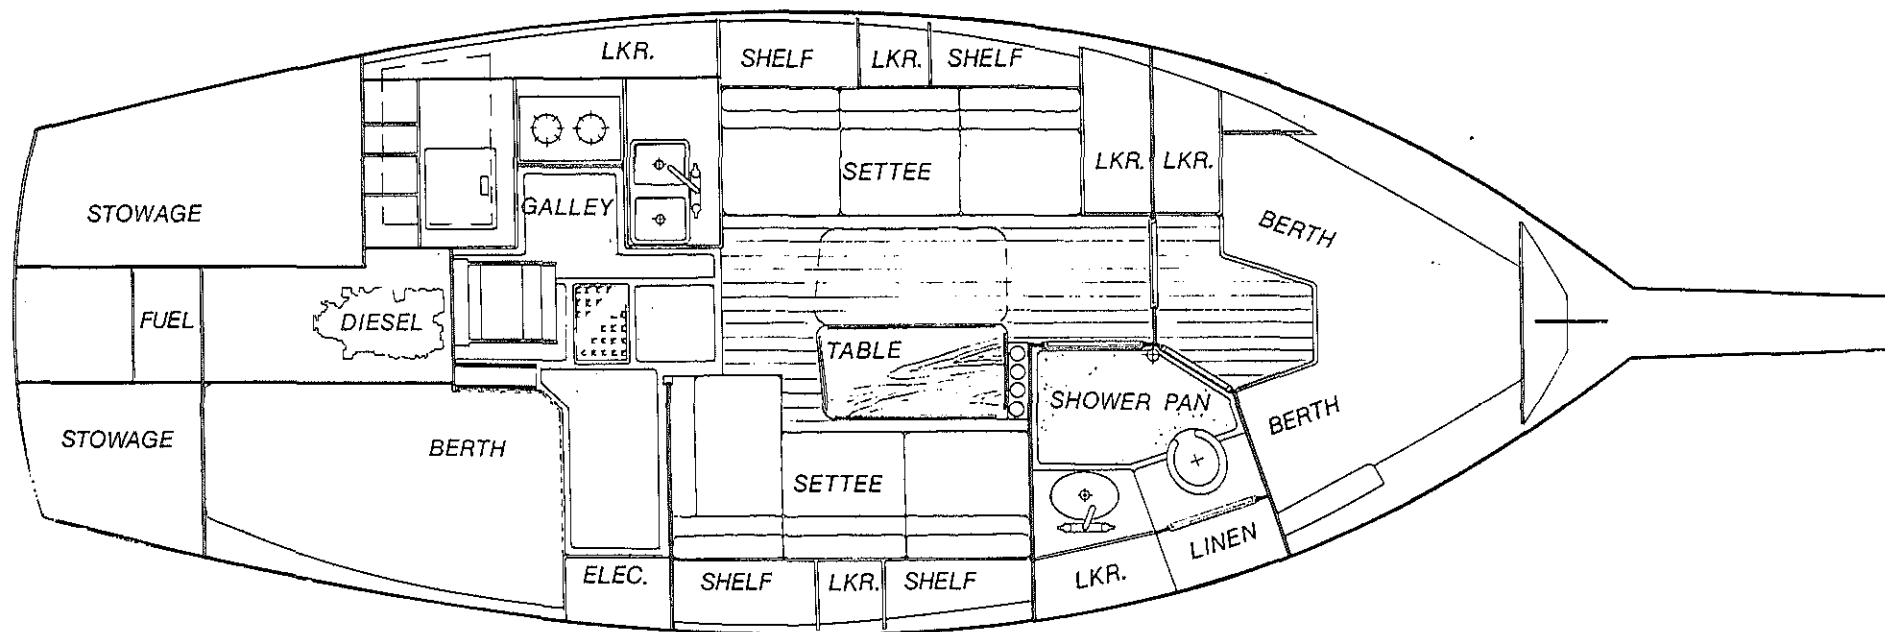 LKR.
SHELF
LKR.
SHELF
SETTEE
LKR.
LKR.
STOWAGE
GALLEY
BERTH
FUEL
DIESEL
TABLE
SHOWER PAN
BERTH
STOWAGE
BERTH
SETTEE
LINEN
ELEC.
SHELF
LKR.
SHELF
LKR.